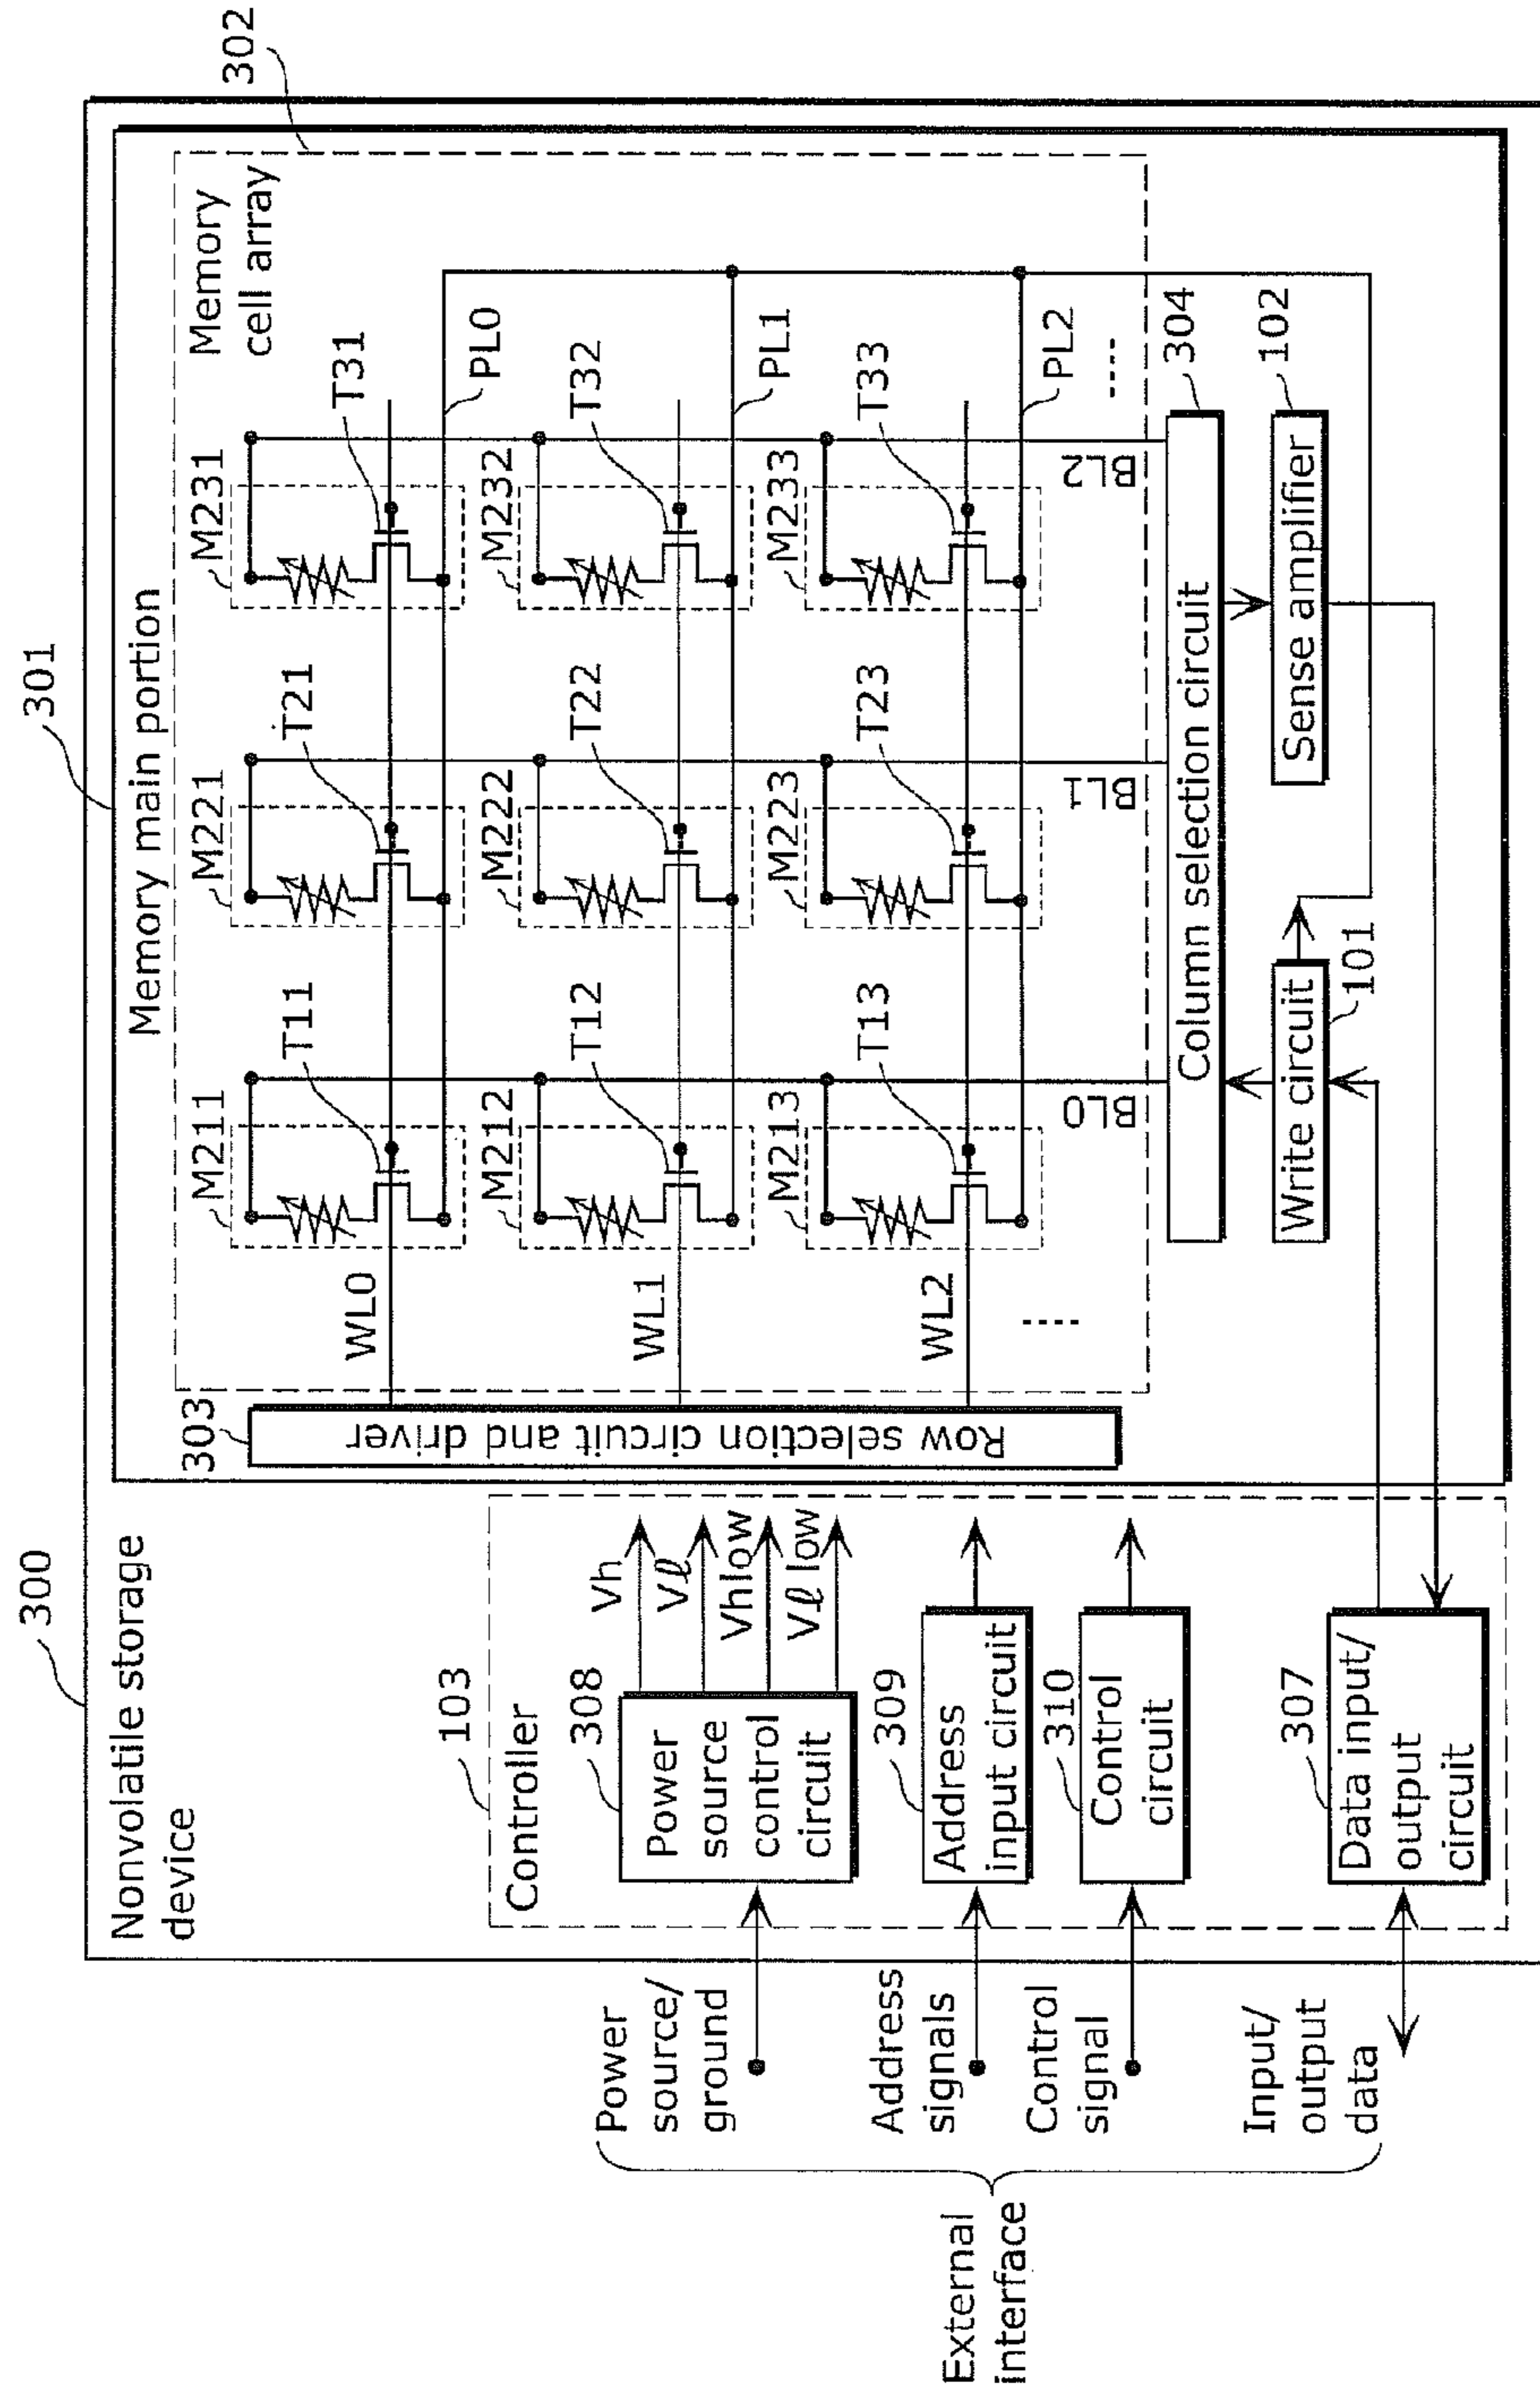 300
Nonvolatile storage
device
301
Memory main portion
302
Memory
cell array
303
Row selection circuit and driver
WL0
WL1
WL2
M211
T11
M221
T21
M231
T31
PL0
M212
T12
M222
T22
M232
T32
PL1
M213
T13
M223
T23
M233
T33
PL2
BL0
BL1
BL2
Column selection circuit
304
Write circuit
101
Sense amplifier
102
103
Controller
308
Power
source
control
circuit
Vh
Vℓ
Vhlow
Vℓ low
309
Address
input circuit
310
Control
circuit
307
Data input/
output
circuit
External
interface
Power
source/
ground
Address
signals
Control
signal
Input/
output
data